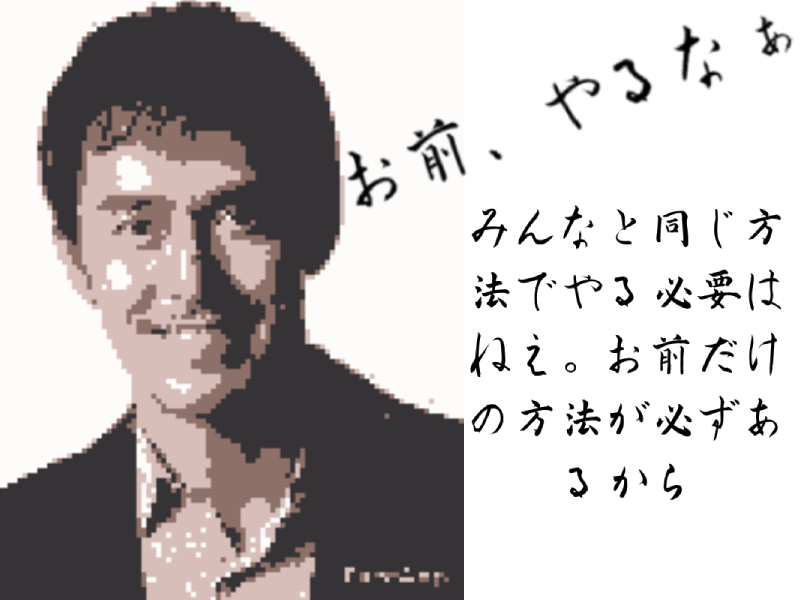 お前、やるなぁ
みんなと同じ方
法でやる必要は
ねえ。お前だけ
の方法が必ずあ
るから